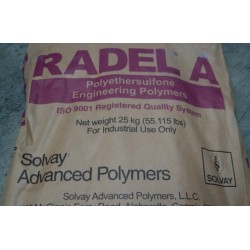 RADEL A
Polyethersulfone
Engineering Polymers
ISO 9001 Registered Quality System
Net weight 25 kg (55.115 lbs)
For Industrial Use Only
Solvay
Advanced Polymers
SOLVAY
Solvay Advanced Polymers, L.L.C.